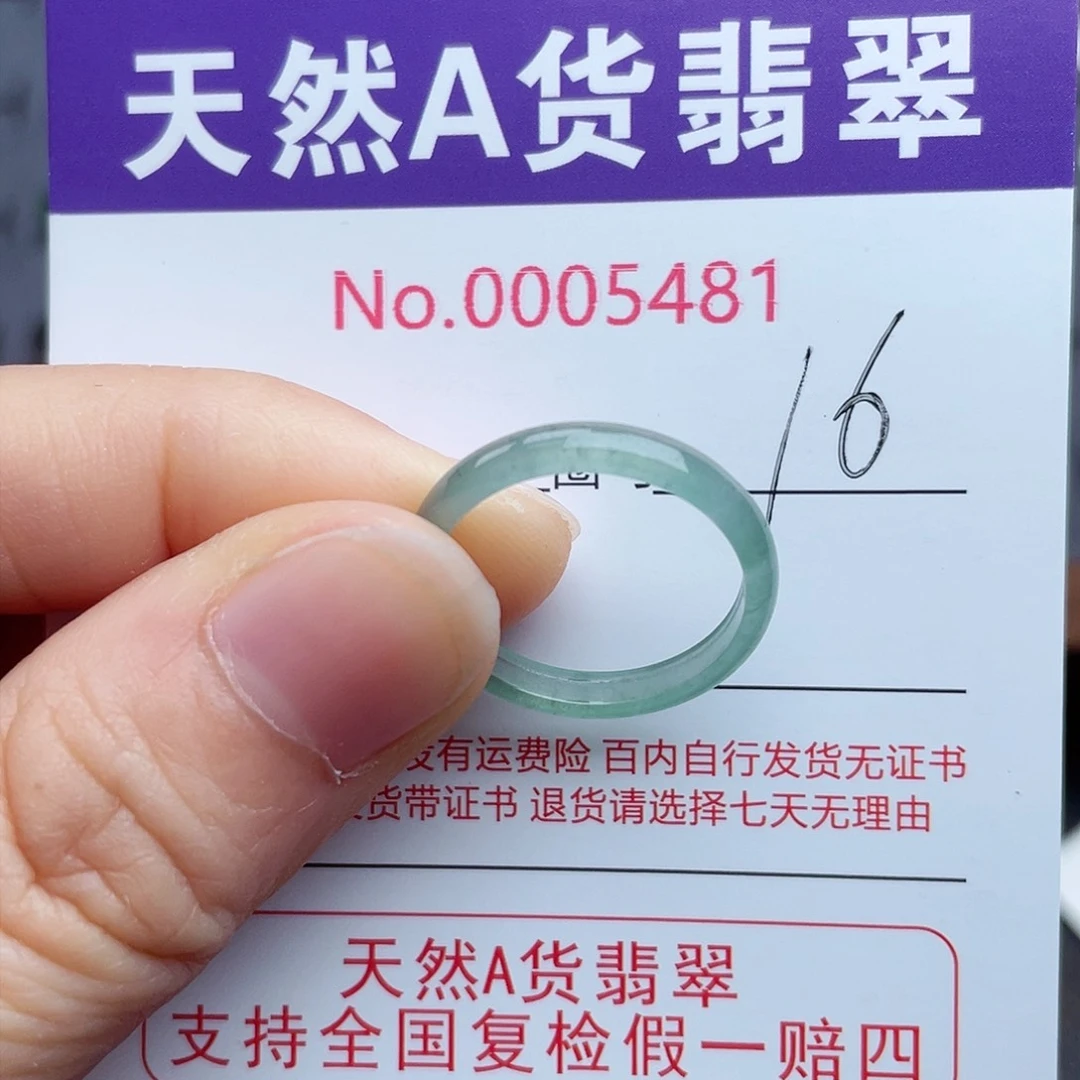 天然A货翡翠
No.0005481
圈 16
没有运费险 百内自行发货无证书
货带证书 退货请选择七天无理由
天然A货翡翠
支持全国复检假一赔四